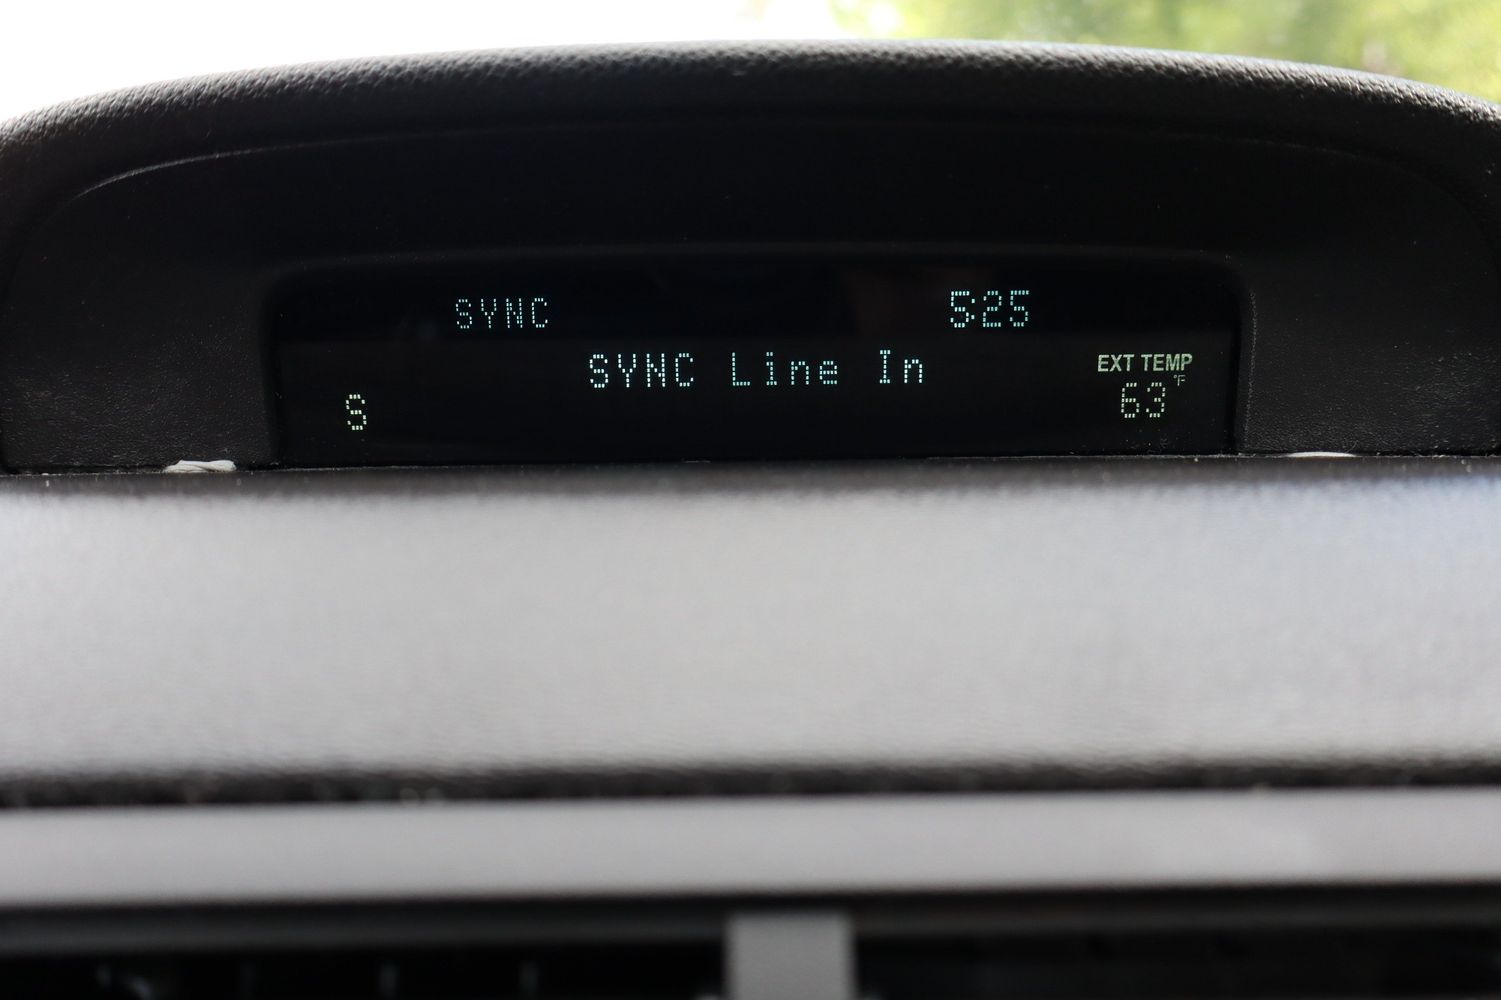 SYNC 5:25
SYNC Line In
EXT TEMP
S 63°F